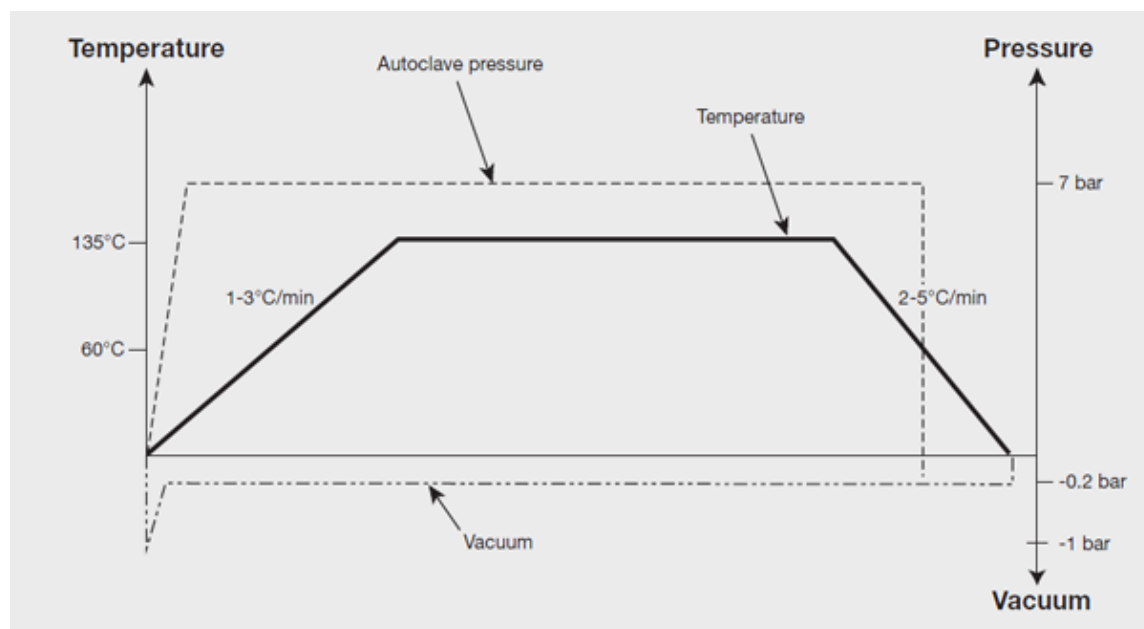 Temperature
Pressure
Autoclave pressure
Temperature
7 bar
135°C
1-3°C/min
2-5°C/min
60°C
-0.2 bar
Vacuum
-1 bar
Vacuum